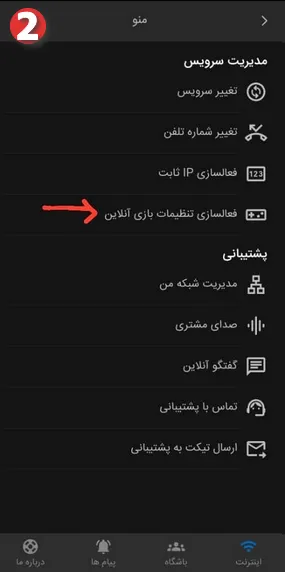 2
منو
مدیریت سرویس
تغییر سرویس
تغییر شماره تلفن
فعالسازی IP ثابت
123
فعالسازی تنظیمات بازی آنلاین
پشتیبانی
مدیریت شبکه من
صدای مشتری
گفتگو آنلاین
تماس با پشتیبانی
ارسال تیکت به پشتیبانی
اینترنت
باشگاه
پیام ها
درباره ما